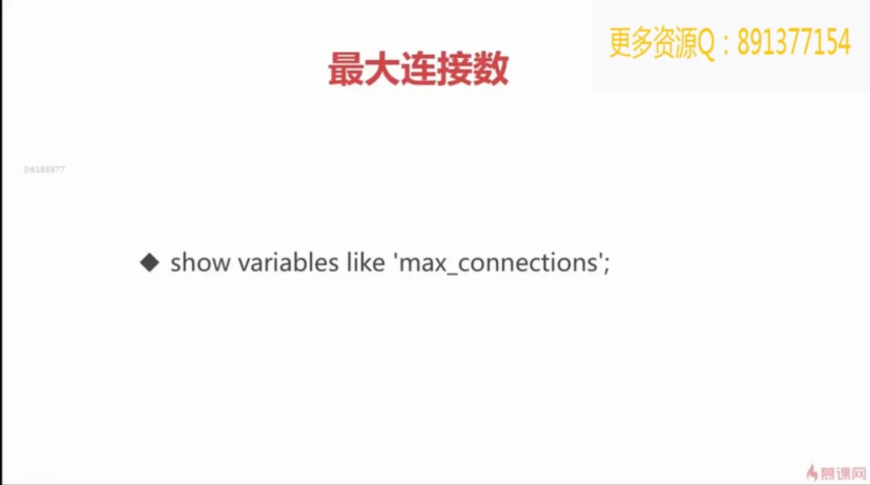 更多资源Q：891377154
最大连接数
◆ show variables like 'max_connections';
慕课网